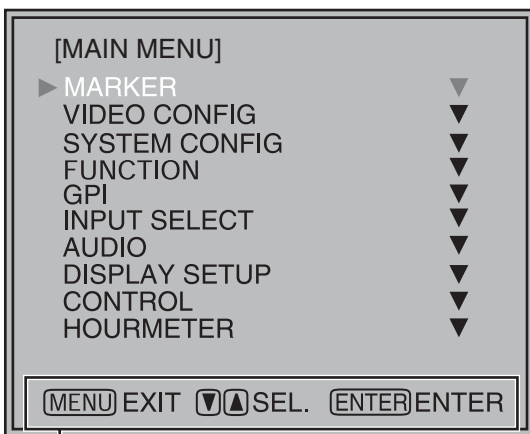 [MAIN MENU]
▶ MARKER ▼
VIDEO CONFIG ▼
SYSTEM CONFIG ▼
FUNCTION ▼
GPI ▼
INPUT SELECT ▼
AUDIO ▼
DISPLAY SETUP ▼
CONTROL ▼
HOURMETER ▼
MENU EXIT ▼▲ SEL. ENTER ENTER